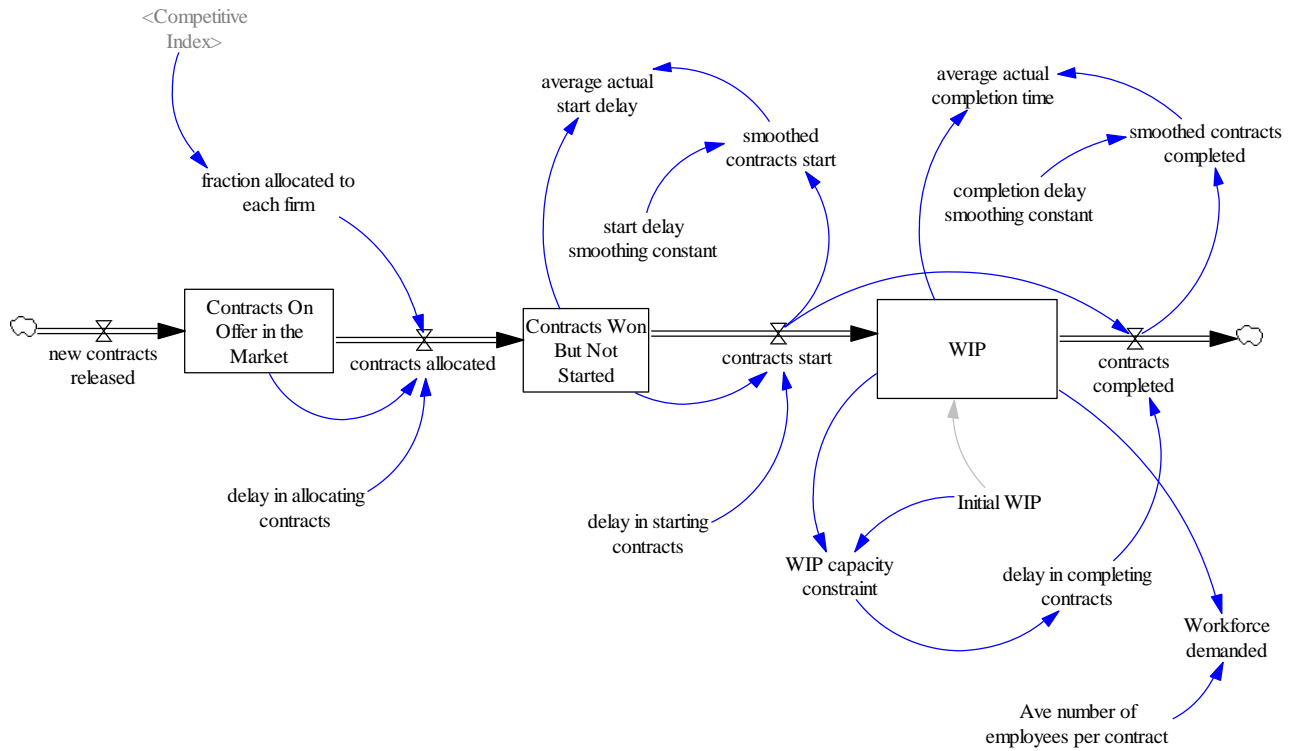 <Competitive
Index>
average actual
start delay
average actual
completion time
smoothed
contracts start
smoothed contracts
completed
fraction allocated to
each firm
completion delay
smoothing constant
start delay
smoothing constant
Contracts On
Offer in the
Market
Contracts Won
But Not
Started
WIP
new contracts
released
contracts allocated
contracts start
contracts
completed
delay in allocating
contracts
delay in starting
contracts
Initial WIP
WIP capacity
constraint
delay in completing
contracts
Workforce
demanded
Ave number of
employees per contract